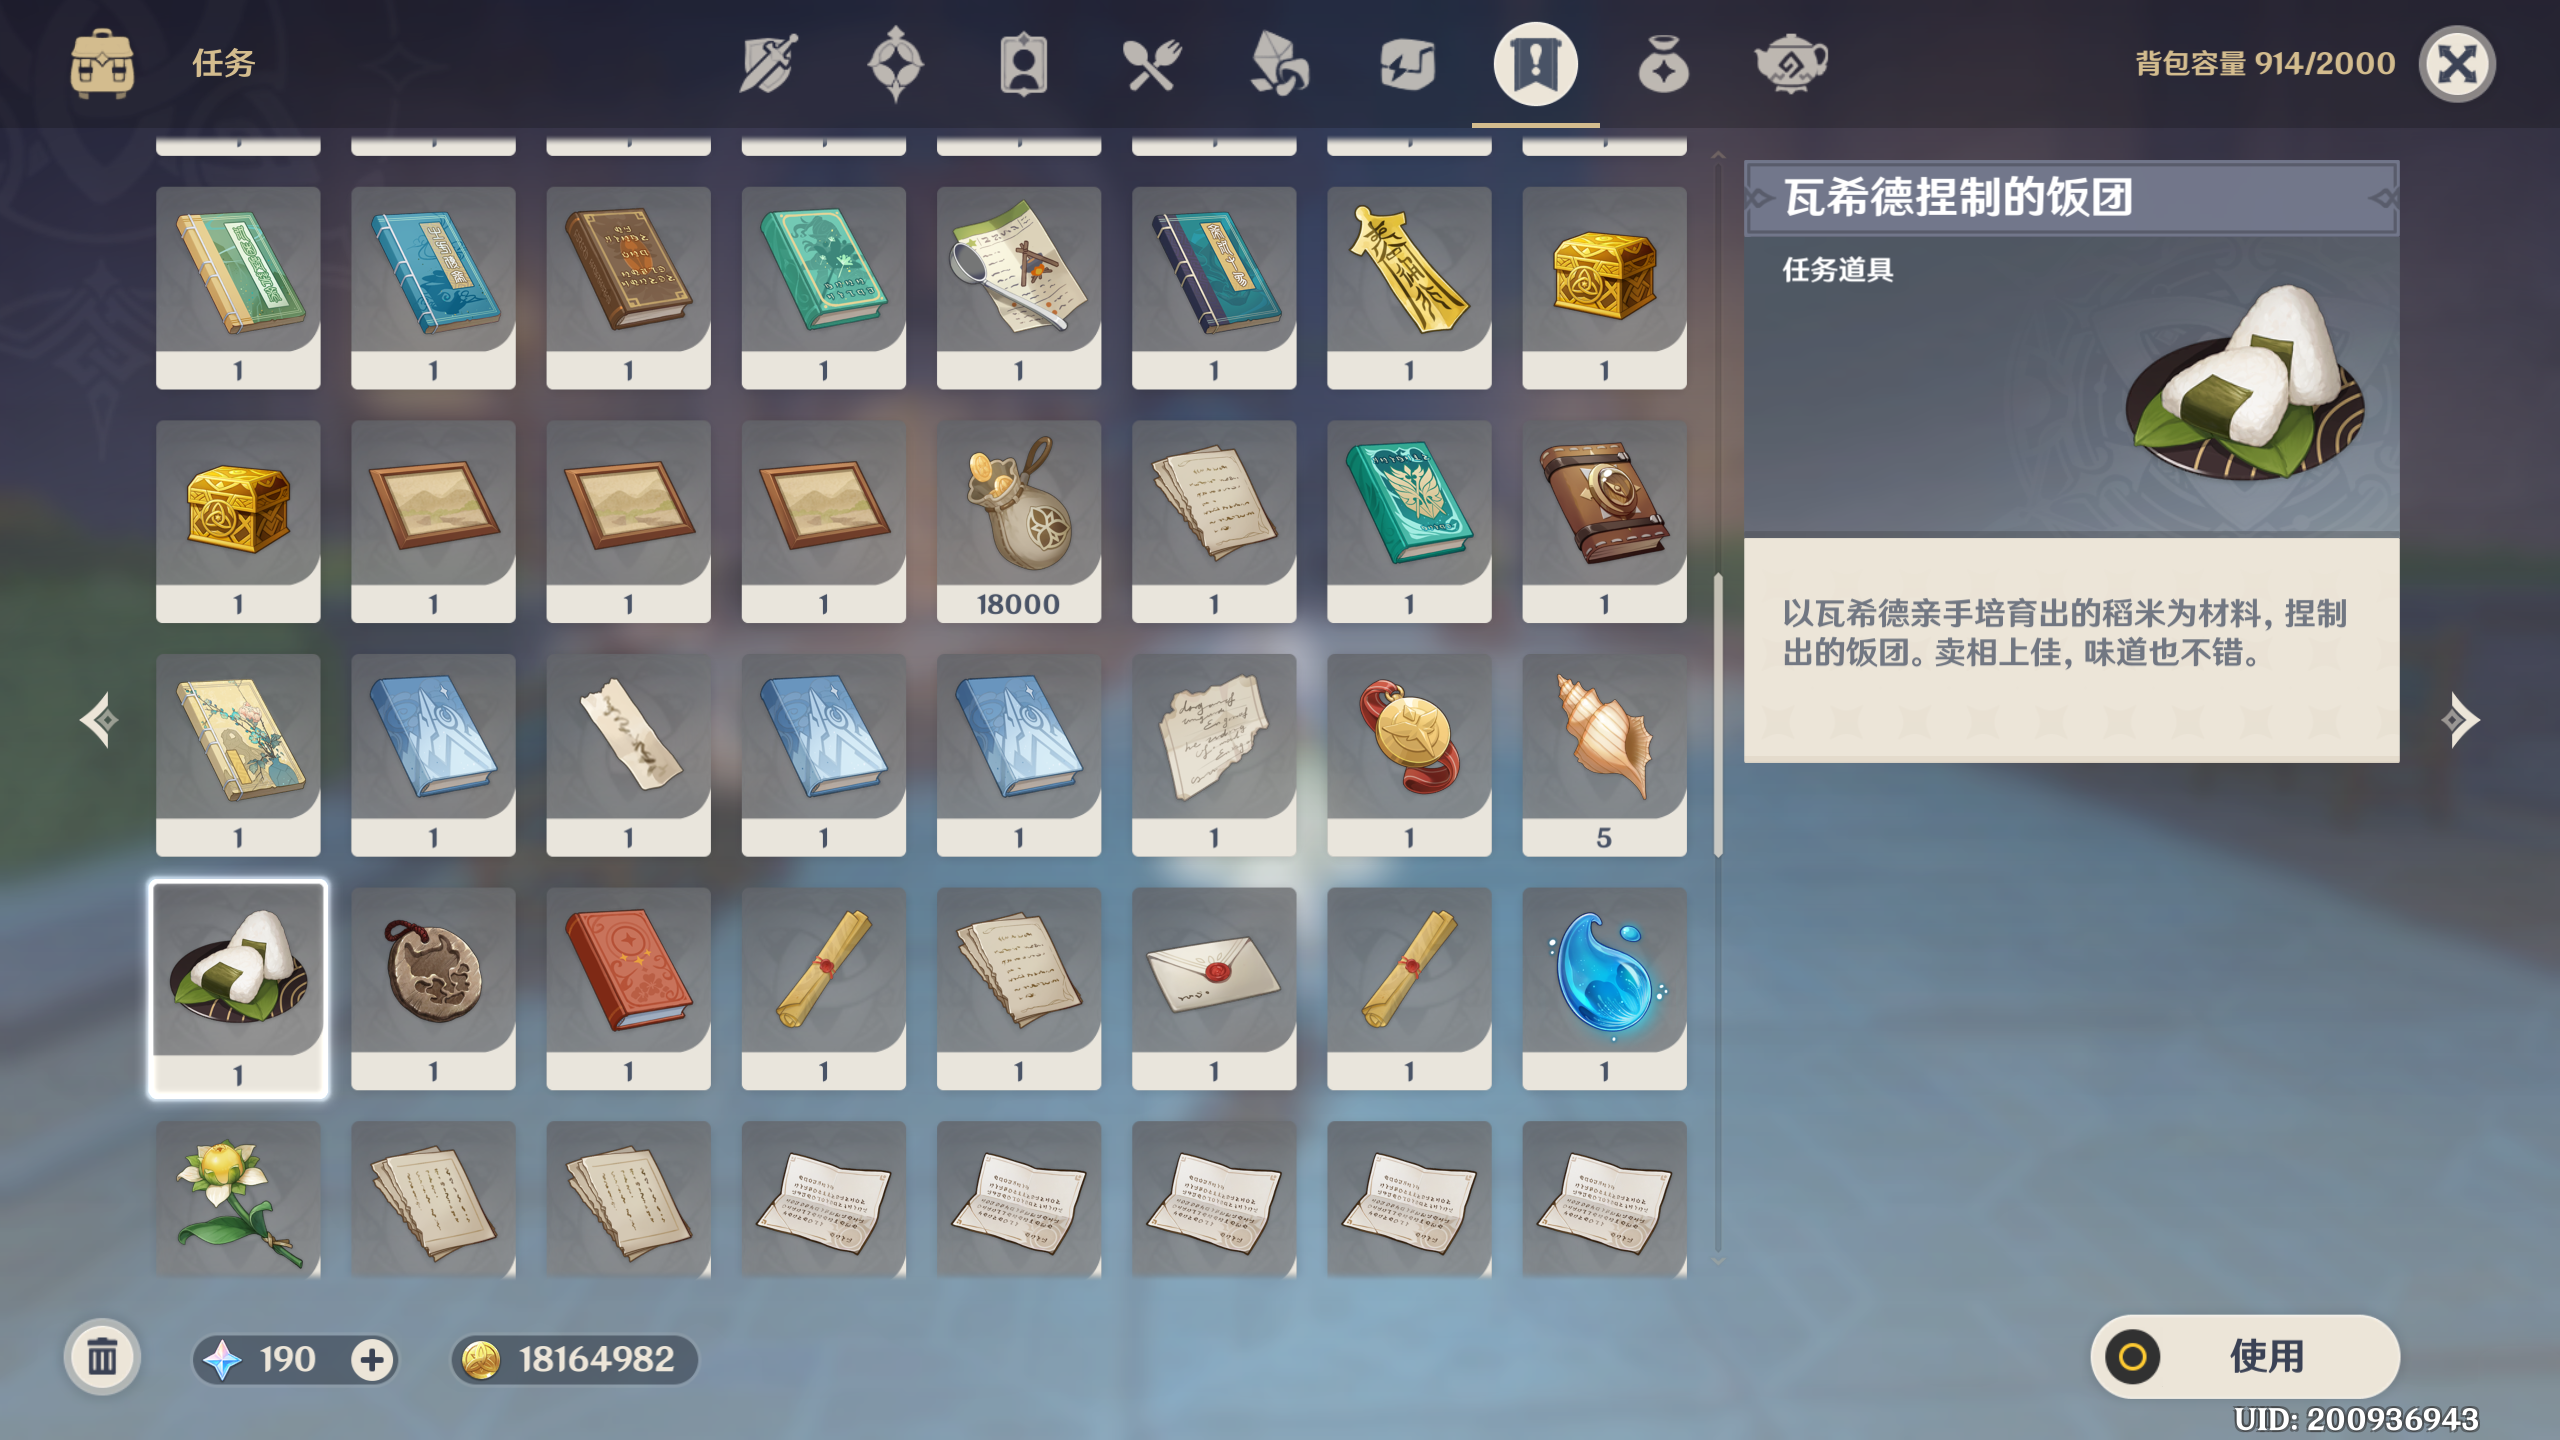 任务
背包容量 914/2000
瓦希德捏制的饭团
任务道具
以瓦希德亲手培育出的稻米为材料，捏制
出的饭团。卖相上佳，味道也不错。
1 1 1 1 1 1 1 1
1 1 1 1 18000 1 1 1
1 1 1 1 1 1 1 5
1 1 1 1 1 1 1 1
190
18164982
使用
UID: 200936943